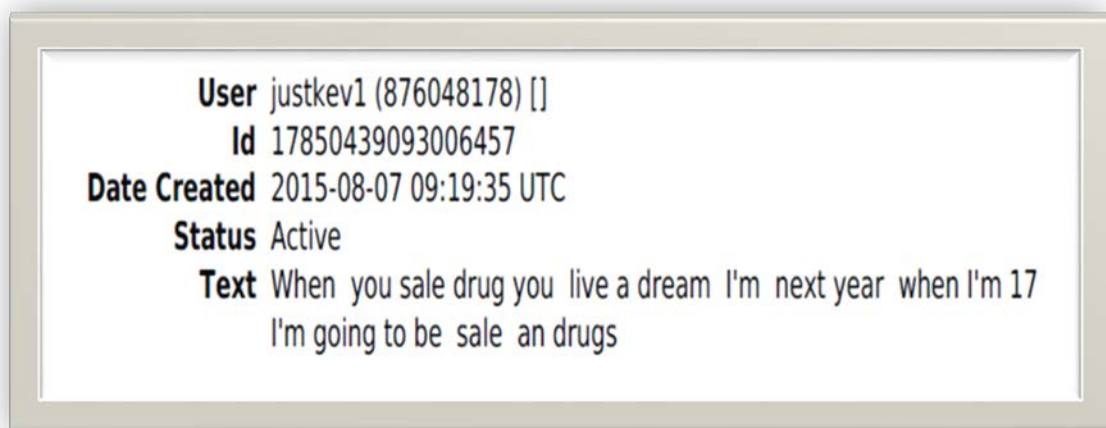 User justkev1 (876048178) []
Id 17850439093006457
Date Created 2015-08-07 09:19:35 UTC
Status Active
Text When you sale drug you live a dream I'm next year when I'm 17
I'm going to be sale an drugs